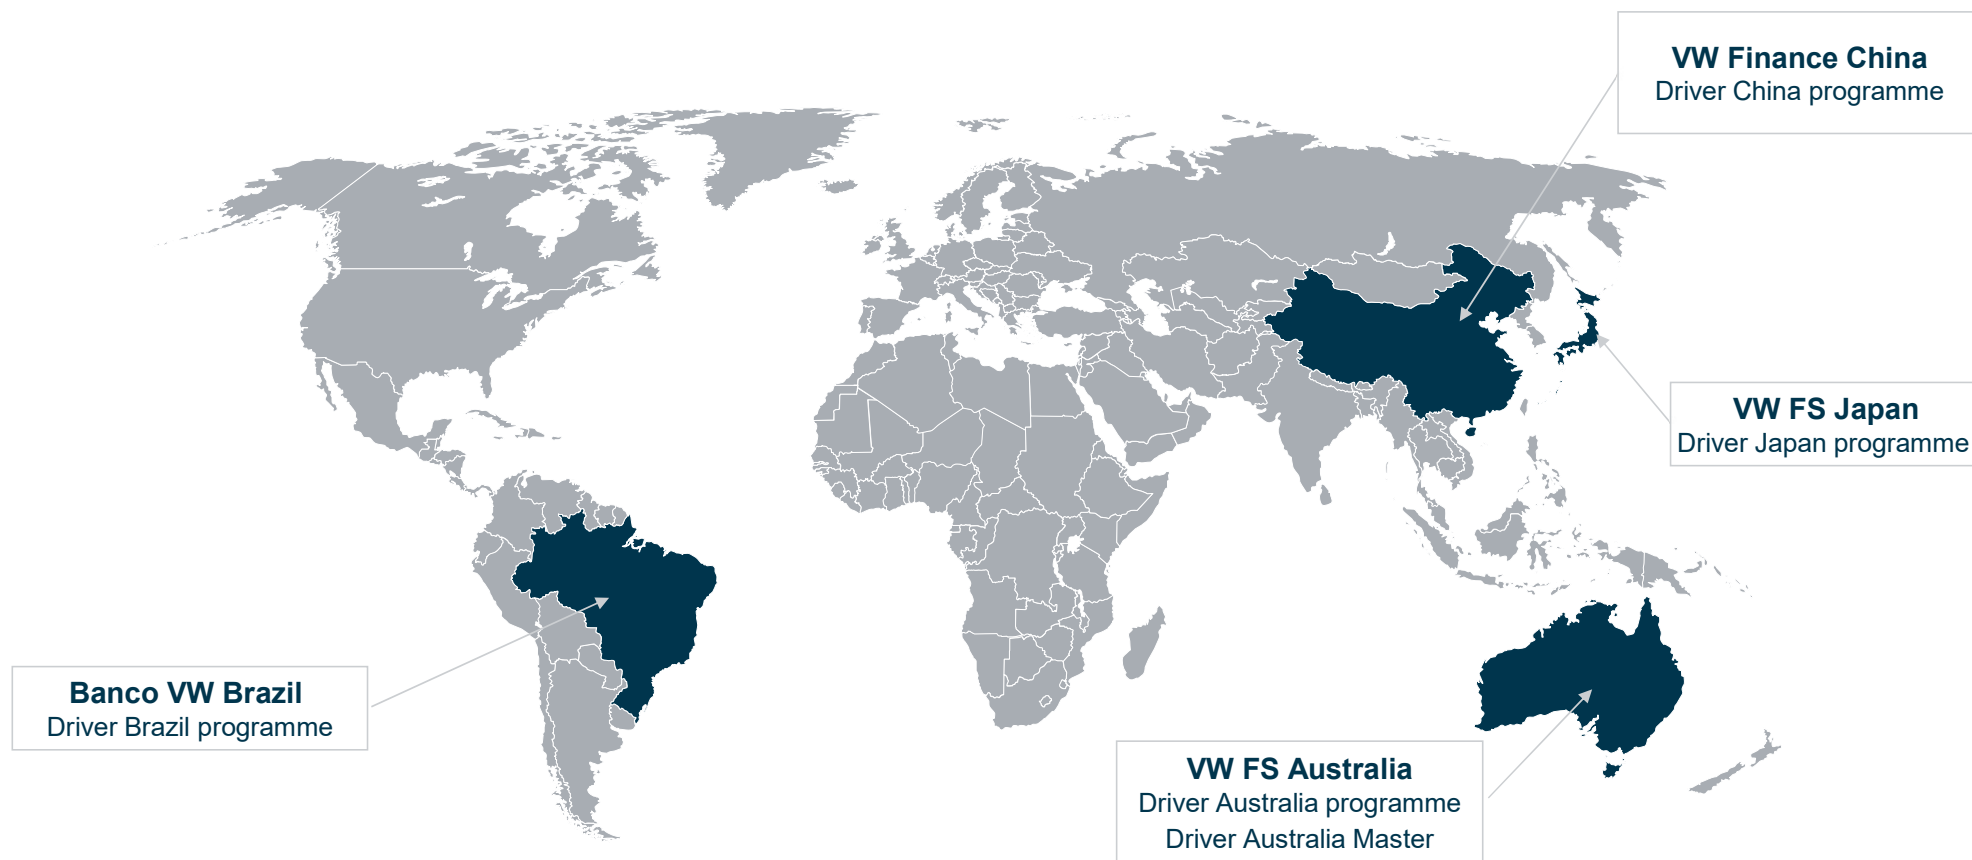 VW Finance China
Driver China programme
VW FS Japan
Driver Japan programme
Banco VW Brazil
Driver Brazil programme
VW FS Australia
Driver Australia programme
Driver Australia Master